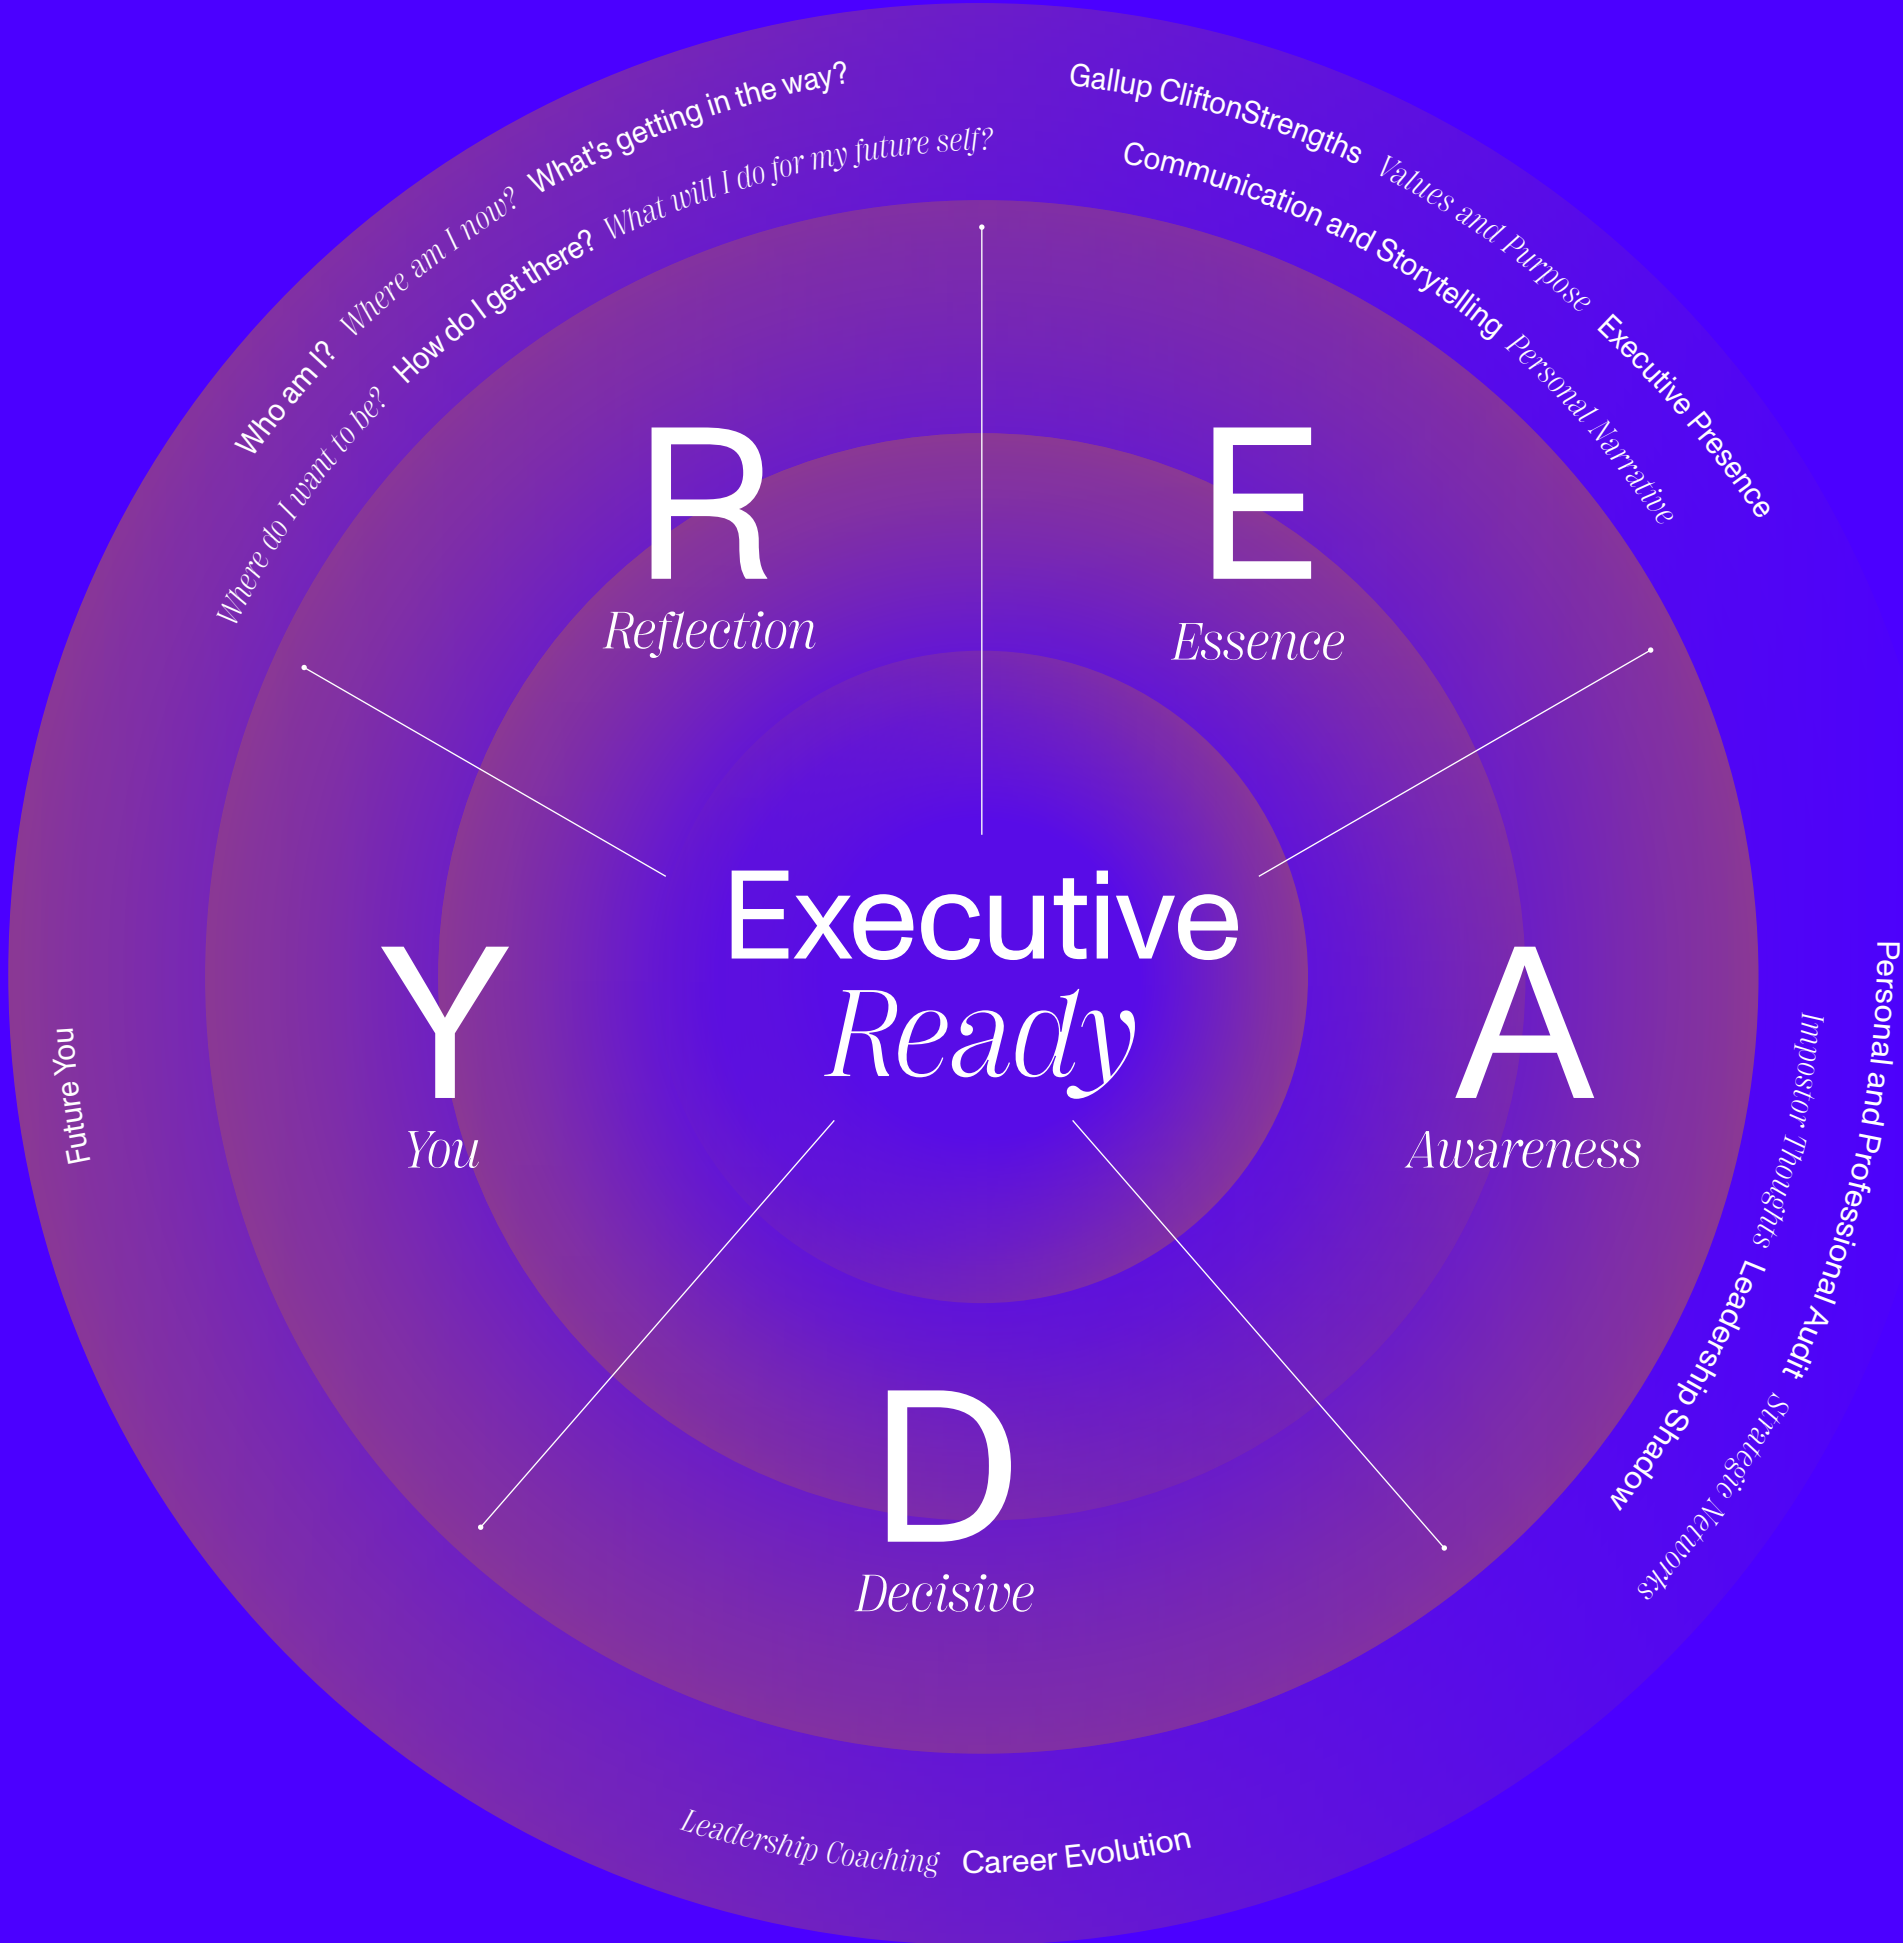 Who am I? Where am I now? What's getting in the way?
Where do I want to be? How do I get there? What will I do for my future self?
Gallup CliftonStrengths Values and Purpose Executive Presence
Communication and Storytelling Personal Narrative
R
Reflection
E
Essence
Executive
Ready
Y
You
A
Awareness
Future You
Personal and Professional Audit Strategic Networks
Impostor Thoughts Leadership Shadow
D
Decisive
Leadership Coaching Career Evolution